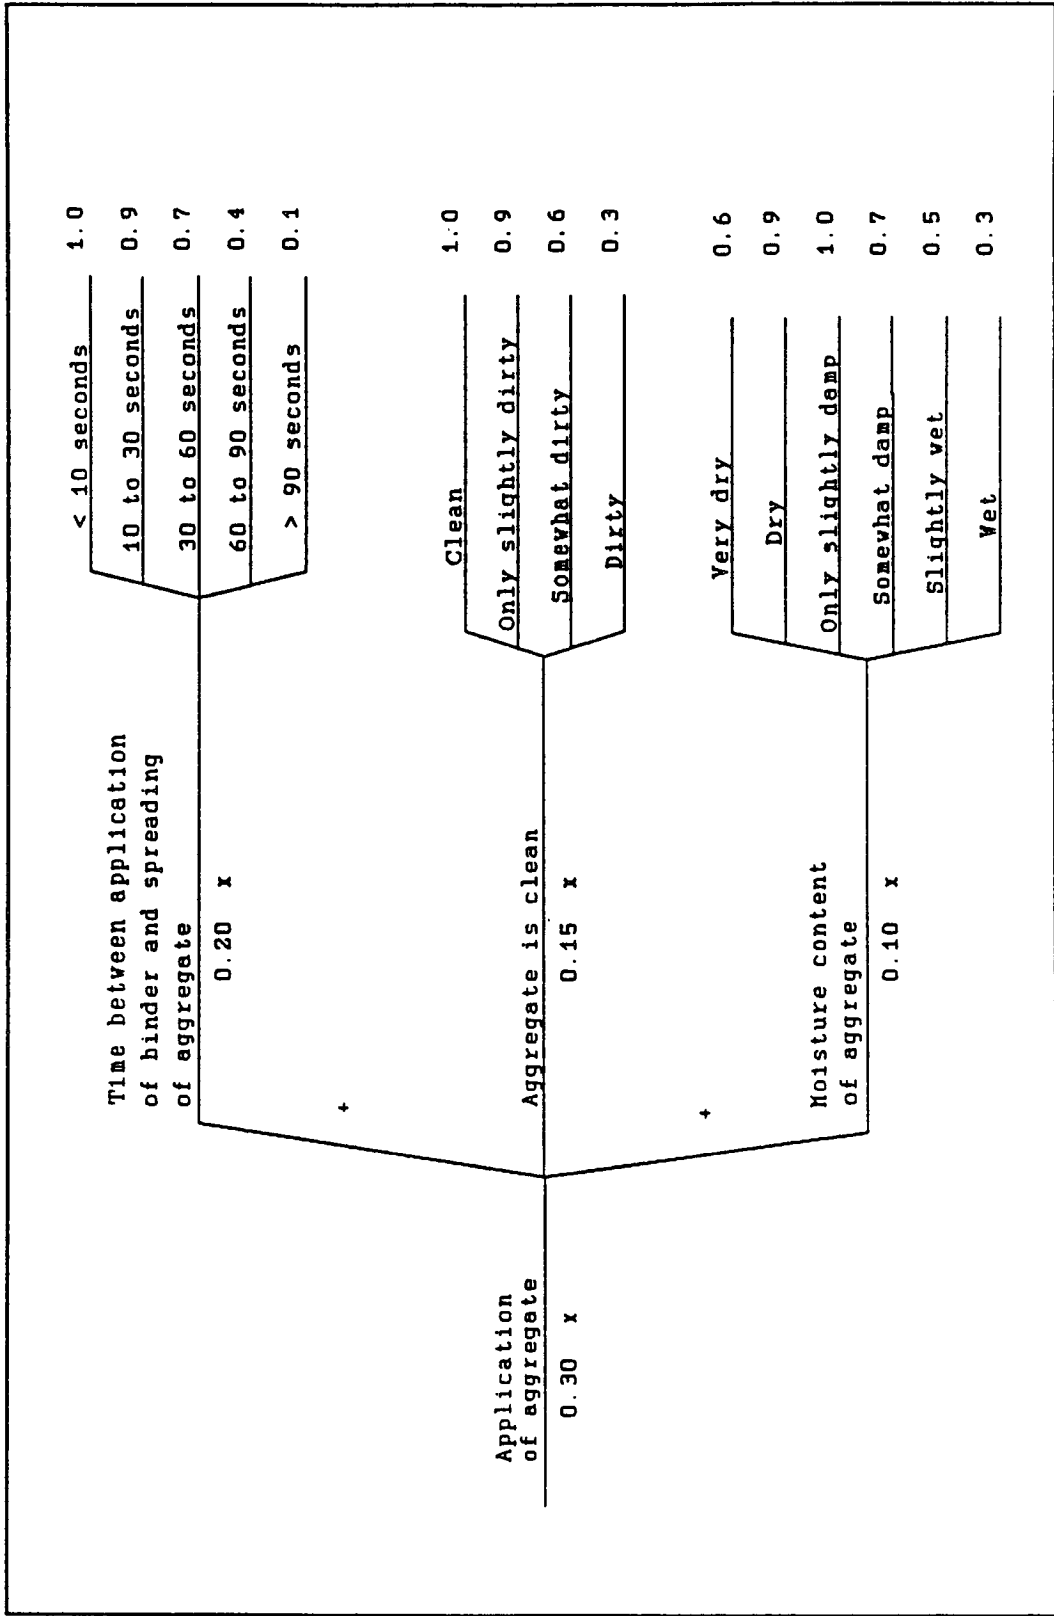 Application
of aggregate
0.30 x
Time between application
of binder and spreading
of aggregate
0.20 x
< 10 seconds 1.0
10 to 30 seconds 0.9
30 to 60 seconds 0.7
60 to 90 seconds 0.4
> 90 seconds 0.1
+
Aggregate is clean
0.15 x
Clean 1.0
Only slightly dirty 0.9
Somewhat dirty 0.6
Dirty 0.3
+
Moisture content
of aggregate
0.10 x
Very dry 0.6
Dry 0.9
Only slightly damp 1.0
Somewhat damp 0.7
Slightly wet 0.5
Wet 0.3